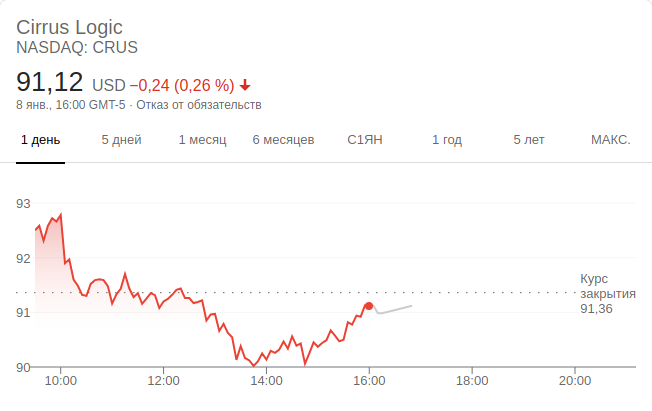 Cirrus Logic
NASDAQ: CRUS
91,12 USD −0,24 (0,26 %)
8 янв., 16:00 GMT-5 · Отказ от обязательств
1 день 5 дней 1 месяц 6 месяцев С1ЯН 1 год 5 лет МАКС.
93
92
Курс
закрытия
91,36
91
90
10:00 12:00 14:00 16:00 18:00 20:00